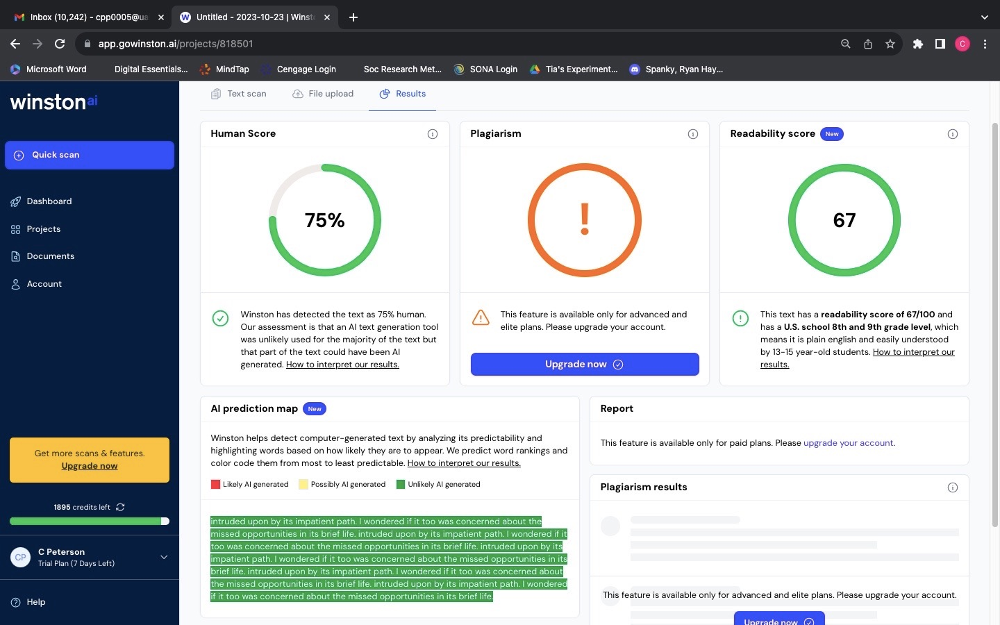 Inbox (10,242) - cpp0005@ua
Untitled - 2023-10-23 | Winst
app.gowinston.ai/projects/818501
C
Microsoft Word
Digital Essentials...
MindTap
Cengage Login
Soc Research Met...
SONA Login
Tia's Experiment...
Spanky, Ryan Hay...
winston ai
Quick scan
Dashboard
Projects
Documents
Account
Get more scans & features.
Upgrade now
1895 credits left
CP
C Peterson
Trial Plan (7 Days Left)
Help
Text scan
File upload
Results
Human Score
75%
Winston has detected the text as 75% human.
Our assessment is that an AI text generation tool
was unlikely used for the majority of the text but
that part of the text could have been AI
generated. How to interpret our results.
Plagiarism
!
This feature is available only for advanced and
elite plans. Please upgrade your account.
Upgrade now
Readability score New
67
This text has a readability score of 67/100 and
has a U.S. school 8th and 9th grade level, which
means it is plain english and easily understood
by 13-15 year-old students. How to interpret our
results.
AI prediction map New
Winston helps detect computer-generated text by analyzing its predictability and
highlighting words based on how likely they are to appear. We predict word rankings and
color code them from most to least predictable. How to interpret our results.
Likely AI generated
Possibly AI generated
Unlikely AI generated
intruded upon by its impatient path. I wondered if it too was concerned about the
missed opportunities in its brief life. intruded upon by its impatient path. I wondered if it
too was concerned about the missed opportunities in its brief life. intruded upon by its
impatient path. I wondered if it too was concerned about the missed opportunities in its
brief life. intruded upon by its impatient path. I wondered if it too was concerned about
the missed opportunities in its brief life. intruded upon by its impatient path. I wondered
if it too was concerned about the missed opportunities in its brief life.
Report
This feature is available only for paid plans. Please upgrade your account.
Plagiarism results
This feature is available only for advanced and elite plans. Please upgrade your account.
Upgrade now